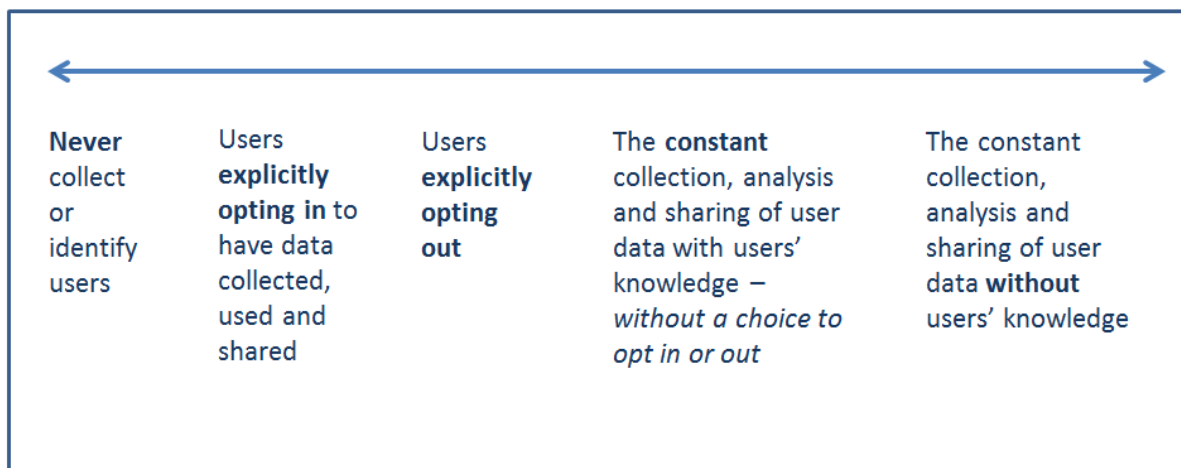 Never
collect
or
identify
users
Users
explicitly
opting in to
have data
collected,
used and
shared
Users
explicitly
opting
out
The constant
collection, analysis
and sharing of user
data with users’
knowledge –
without a choice to
opt in or out
The constant
collection,
analysis and
sharing of user
data without
users’ knowledge